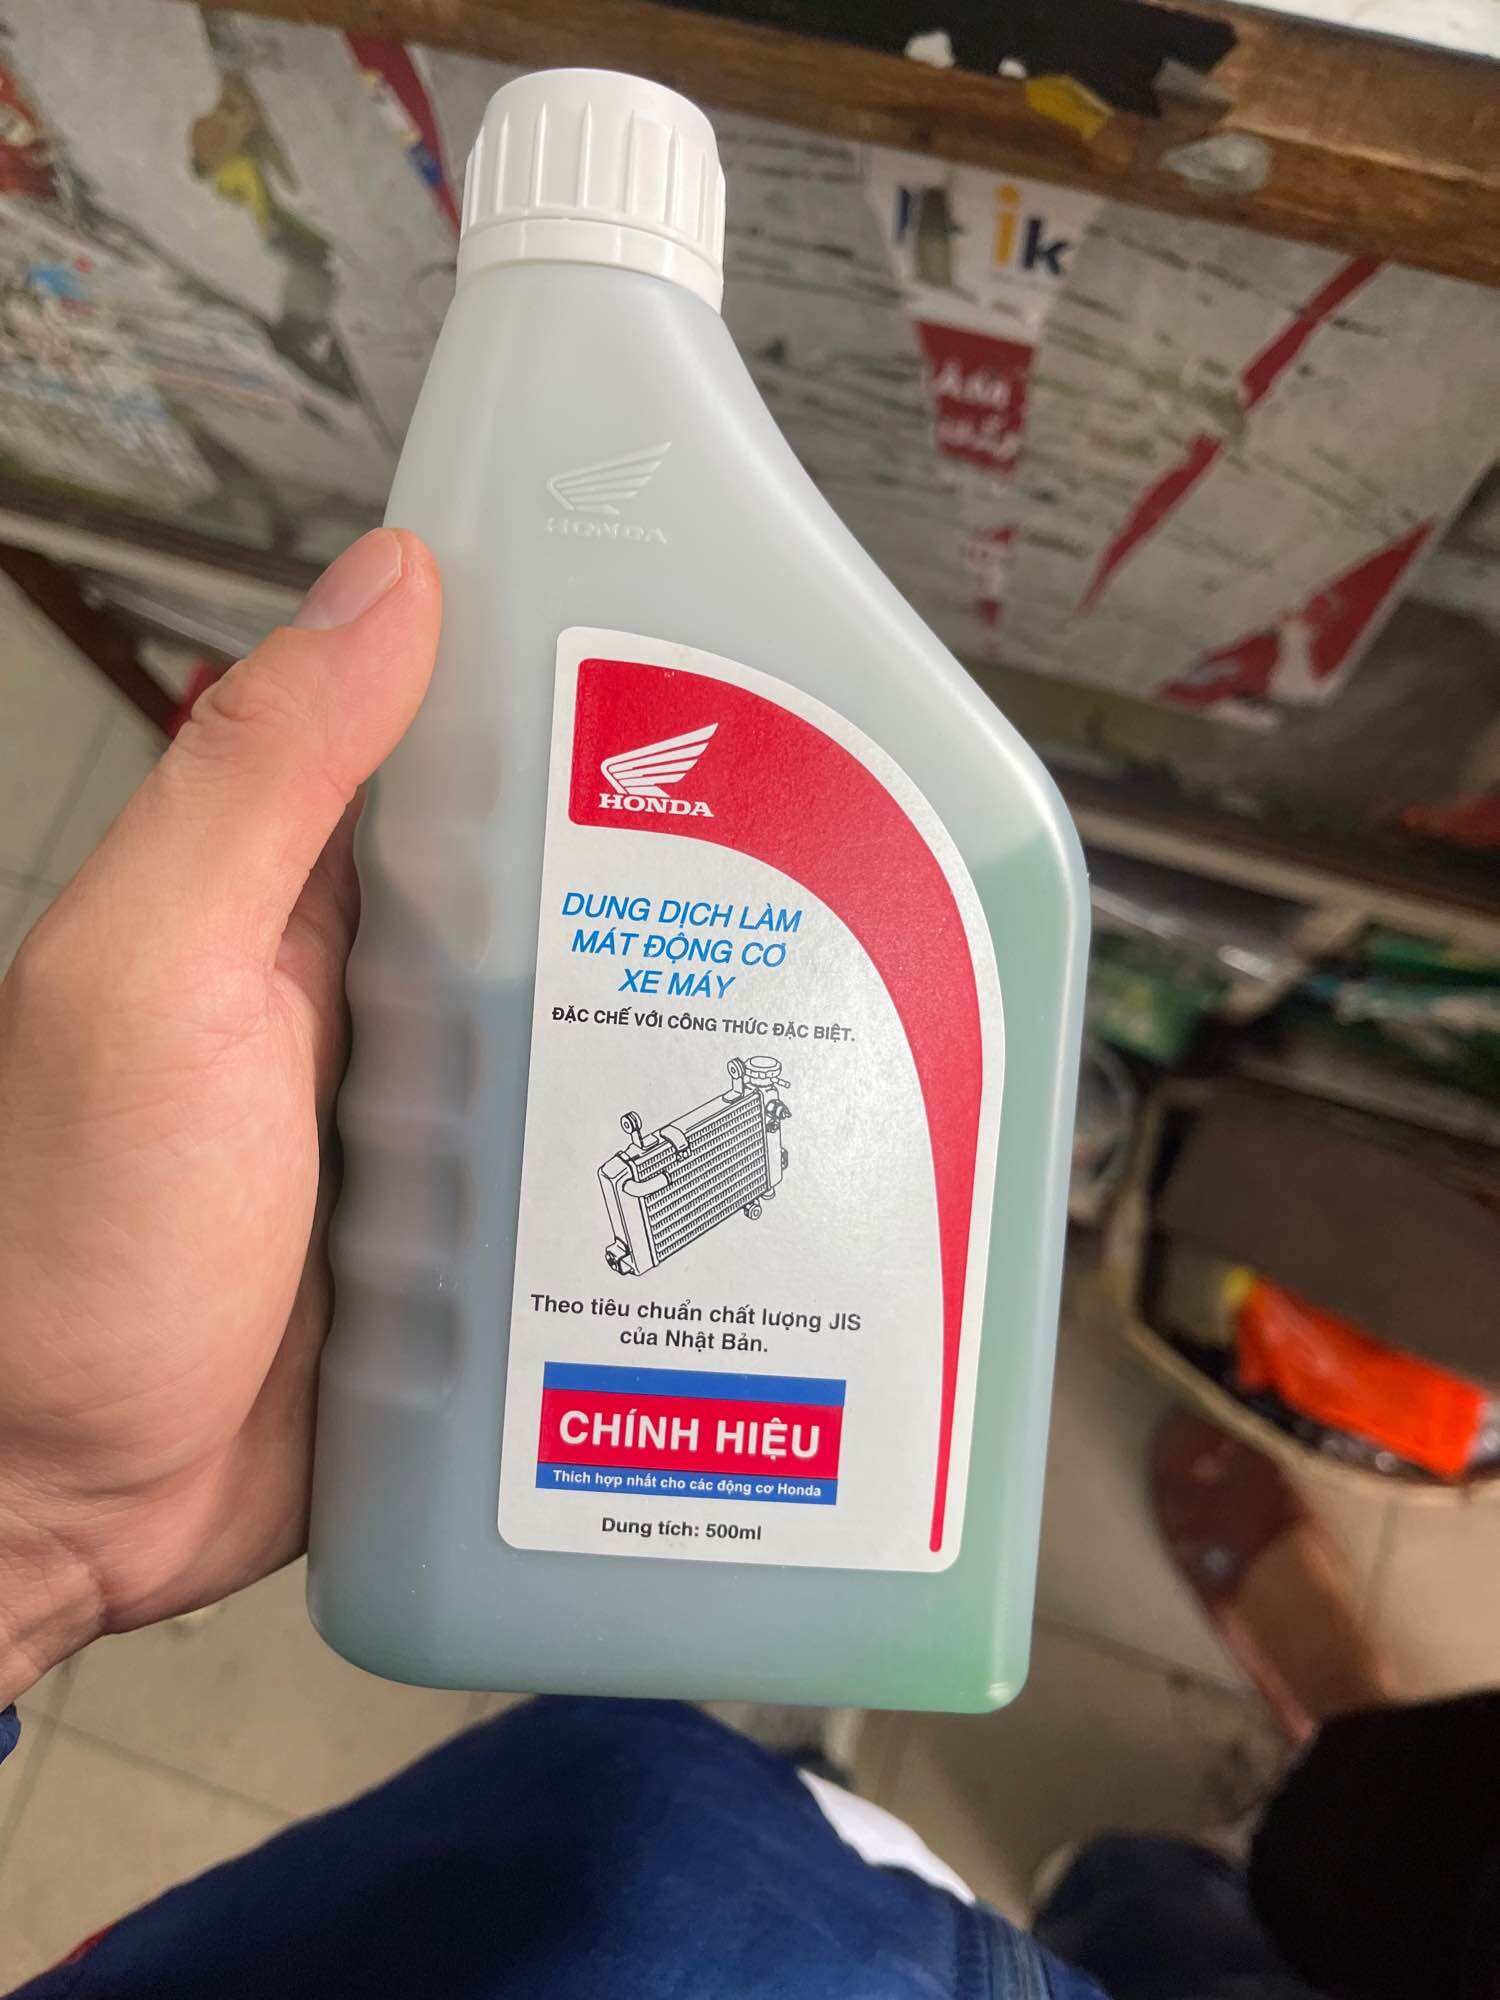 HONDA
HONDA
DUNG DỊCH LÀM
MÁT ĐỘNG CƠ
XE MÁY
ĐẶC CHẾ VỚI CÔNG THỨC ĐẶC BIỆT.
Theo tiêu chuẩn chất lượng JIS
của Nhật Bản.
CHÍNH HIỆU
Thích hợp nhất cho các động cơ Honda
Dung tích: 500ml